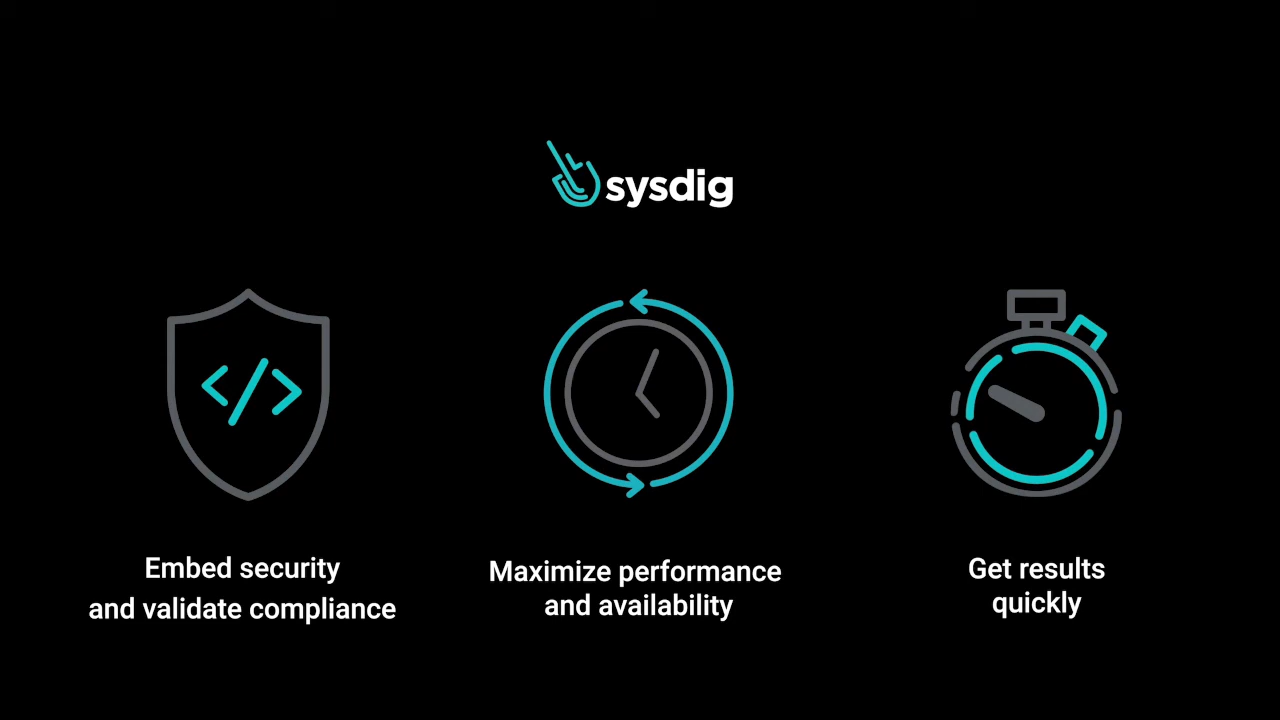 sysdig
Embed security
and validate compliance
Maximize performance
and availability
Get results
quickly